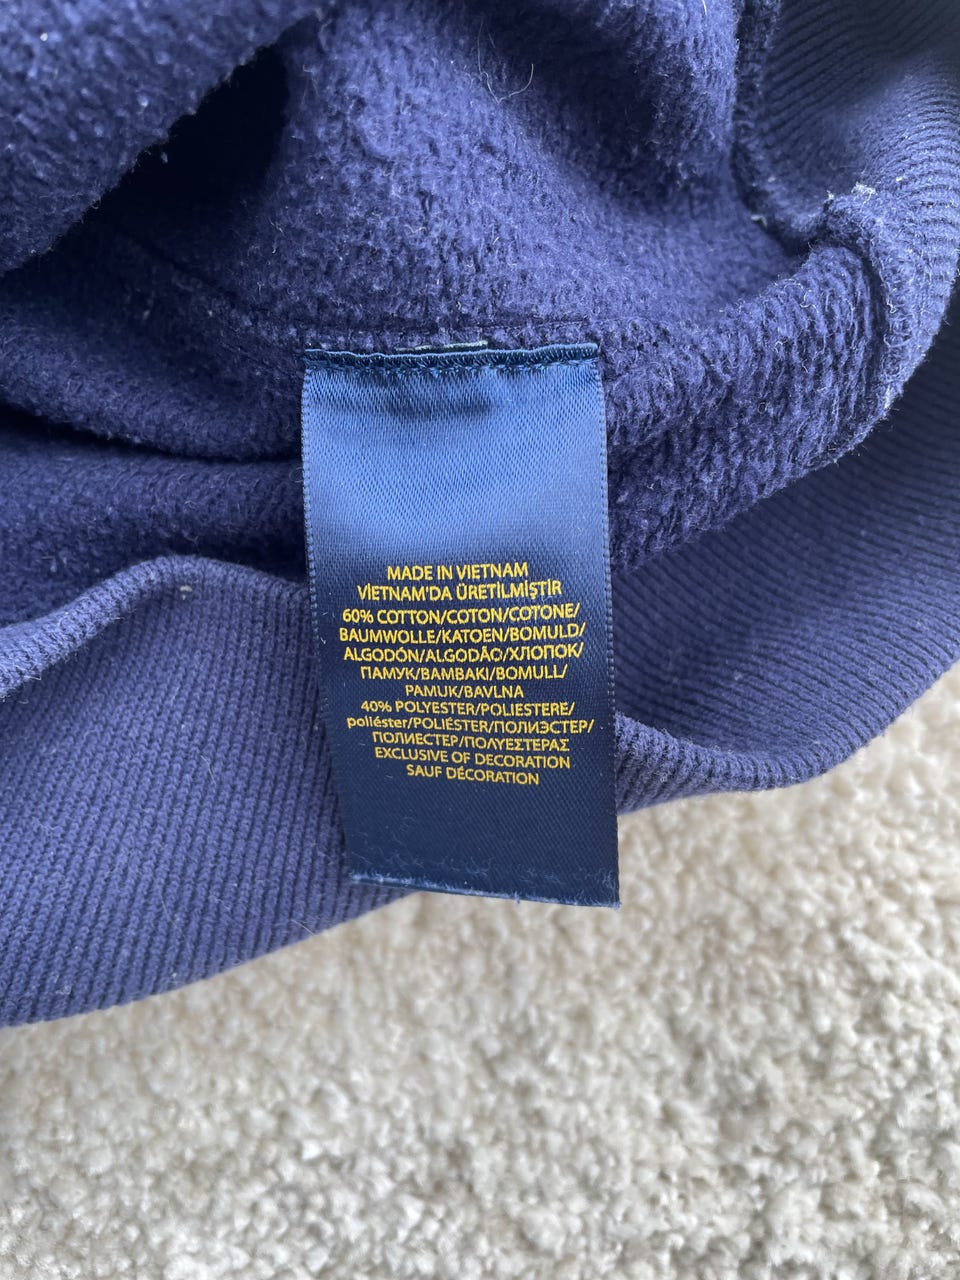 MADE IN VIETNAM
VİETNAM'DA ÜRETİLMİŞTİR
60% COTTON/COTON/COTONE/
BAUMWOLLE/KATOEN/BOMULD/
ALGODÓN/ALGODÃO/ХЛОПОК/
ПАМУК/ΒΑΜΒΑΚΙ/BOMULL/
PAMUK/BAVLNA
40% POLYESTER/POLIESTERE/
poliéster/POLIÉSTER/ПОЛИЭСТЕР/
ПОЛИЕСТЕР/ΠΟΛΥΕΣΤΕΡΑΣ
EXCLUSIVE OF DECORATION
SAUF DÉCORATION